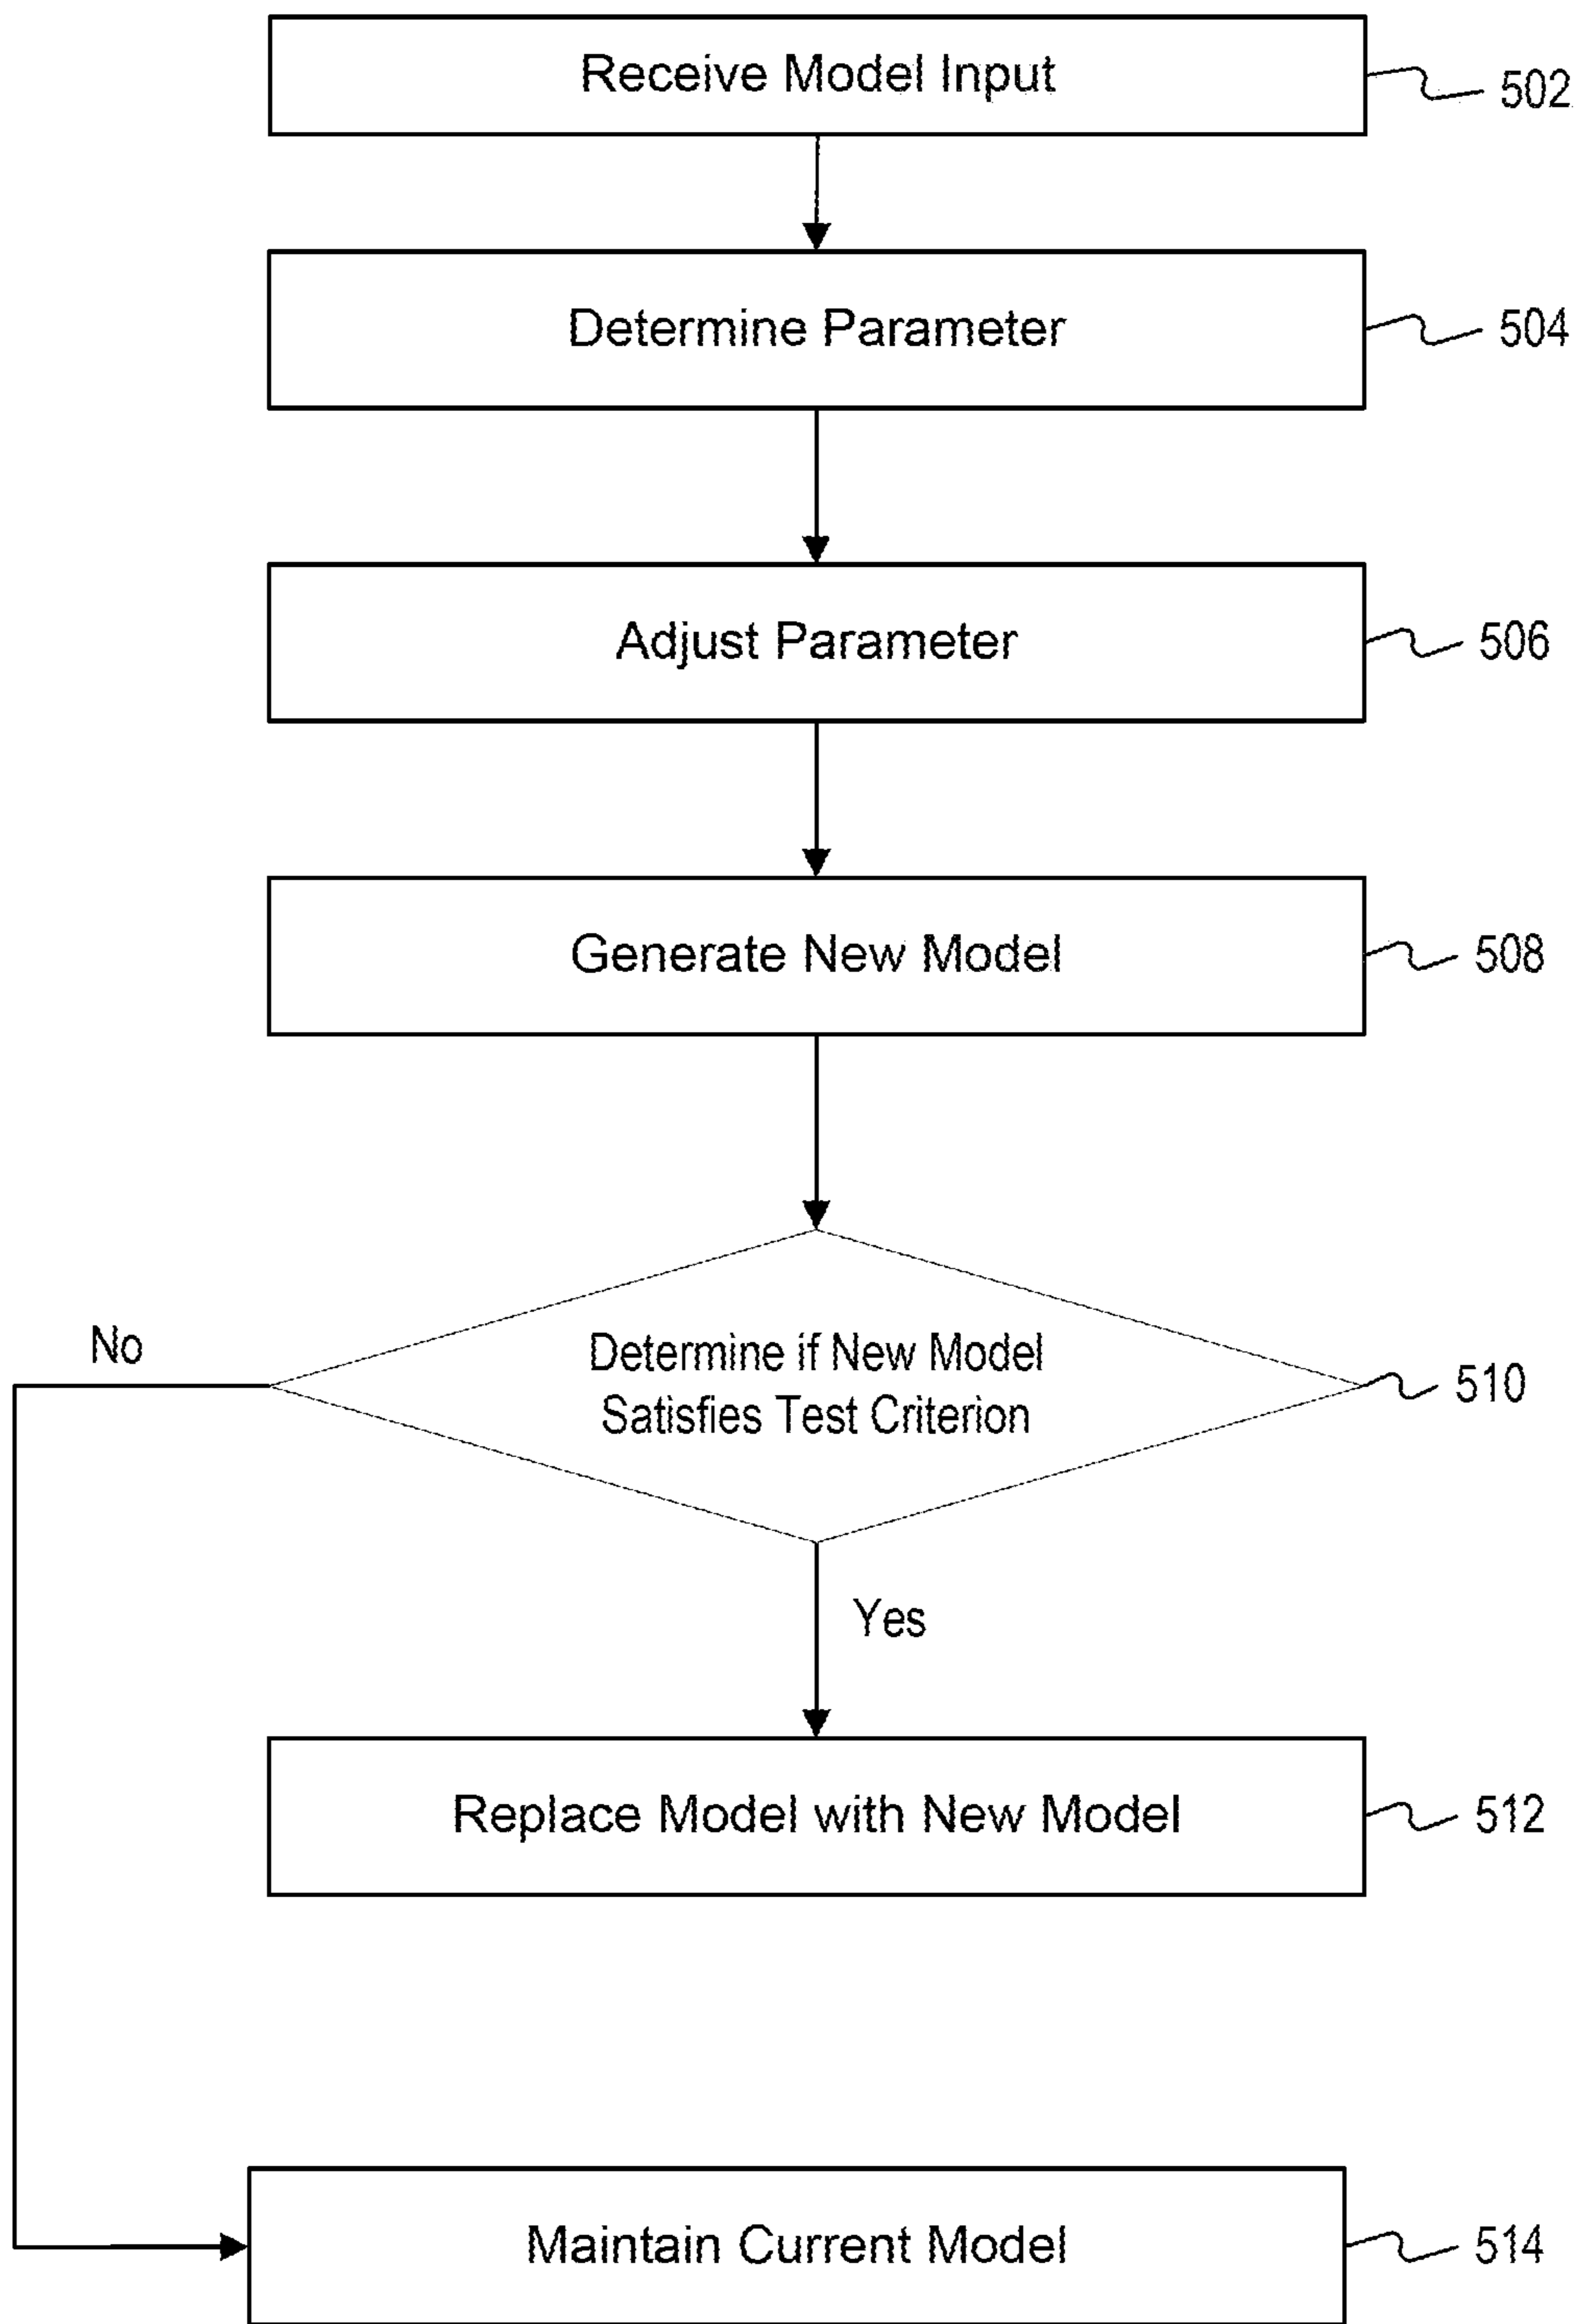 Receive Model Input
502
Determine Parameter
504
Adjust Parameter
506
Generate New Model
508
No
Determine if New Model
Satisfies Test Criterion
510
Yes
Replace Model with New Model
512
Maintain Current Model
514